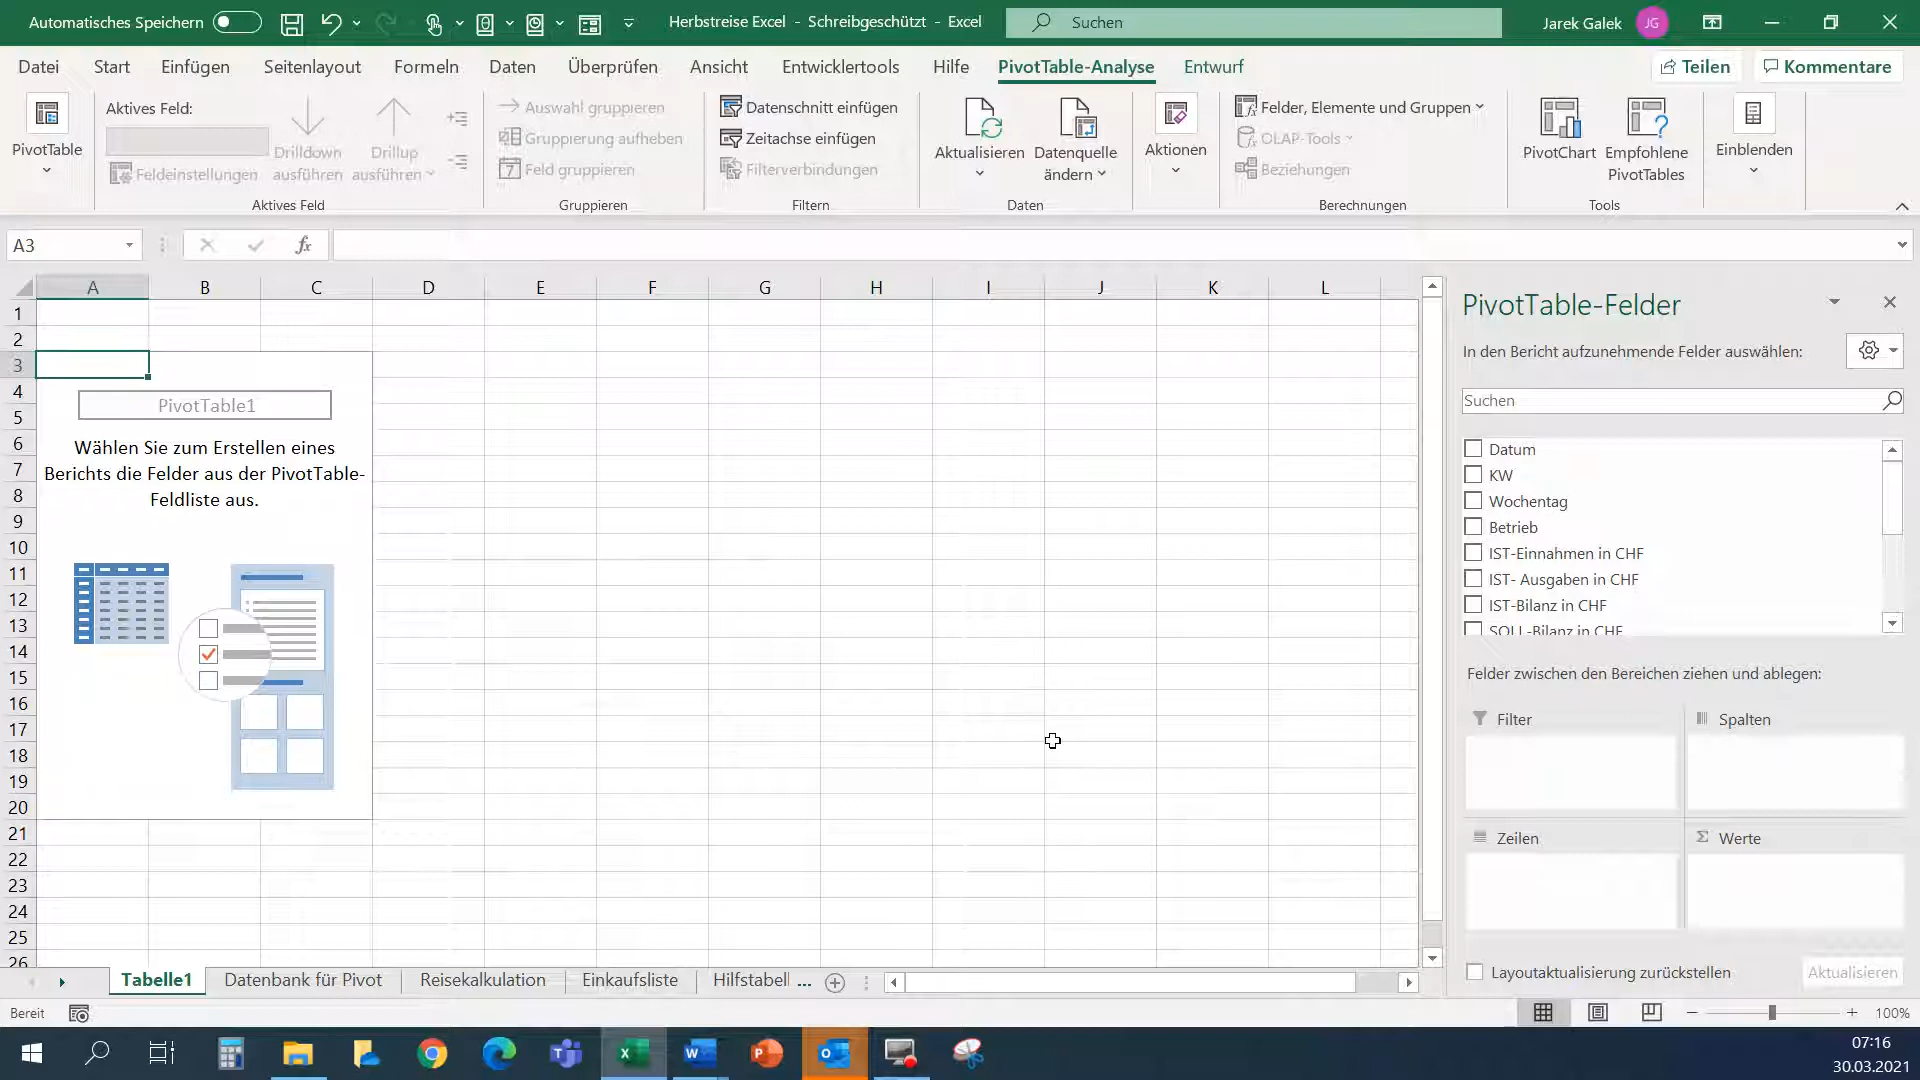 Automatisches Speichern
Herbstreise Excel - Schreibgeschützt - Excel
Suchen
Jarek Galek
JG
Datei Start Einfügen Seitenlayout Formeln Daten Überprüfen Ansicht Entwicklertools Hilfe PivotTable-Analyse Entwurf Teilen Kommentare
PivotTable
Aktives Feld:
Feldeinstellungen
Drilldown
ausführen
Drillup
ausführen
Aktives Feld
Auswahl gruppieren
Gruppierung aufheben
7 Feld gruppieren
Gruppieren
Datenschnitt einfügen
Zeitachse einfügen
Filterverbindungen
Filtern
Aktualisieren
Datenquelle
ändern
Daten
Aktionen
Felder, Elemente und Gruppen
OLAP-Tools
Beziehungen
Berechnungen
PivotChart
Empfohlene
PivotTables
Tools
Einblenden
A3
fx
A B C D E F G H I J K L
1
2
3
4
5
6
7
8
9
10
11
12
13
14
15
16
17
18
19
20
21
22
23
24
25
26
PivotTable1
Wählen Sie zum Erstellen eines
Berichts die Felder aus der PivotTable-
Feldliste aus.
PivotTable-Felder
In den Bericht aufzunehmende Felder auswählen:
Suchen
Datum
KW
Wochentag
Betrieb
IST-Einnahmen in CHF
IST- Ausgaben in CHF
IST-Bilanz in CHF
SOLL-Bilanz in CHF
Felder zwischen den Bereichen ziehen und ablegen:
Filter
Spalten
Zeilen
Σ Werte
Layoutaktualisierung zurückstellen
Aktualisieren
Tabelle1 Datenbank für Pivot Reisekalkulation Einkaufsliste Hilfstabell ...
Bereit
100%
07:16
30.03.2021